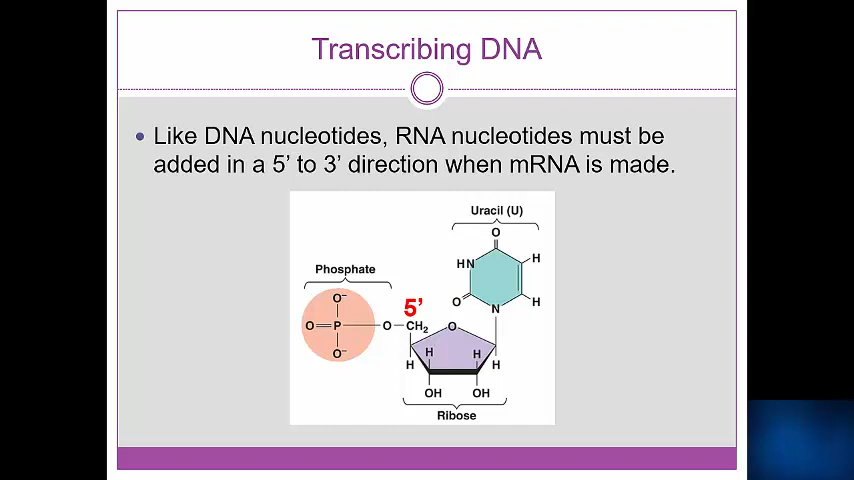 Transcribing DNA
• Like DNA nucleotides, RNA nucleotides must be
added in a 5’ to 3’ direction when mRNA is made.
Uracil (U)
O
HN
H
O
N
H
Phosphate
O⁻
O=P
O⁻
O
5’
CH₂
O
H
H
H
H
OH
OH
Ribose